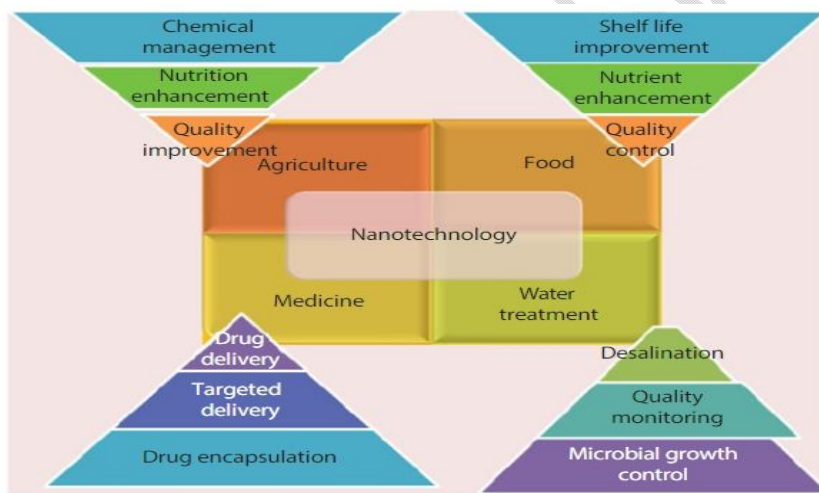 Chemical
management
Nutrition
enhancement
Quality
improvement
Shelf life
improvement
Nutrient
enhancement
Quality
control
Agriculture
Food
Nanotechnology
Medicine
Water
treatment
Drug
delivery
Targeted
delivery
Drug encapsulation
Desalination
Quality
monitoring
Microbial growth
control